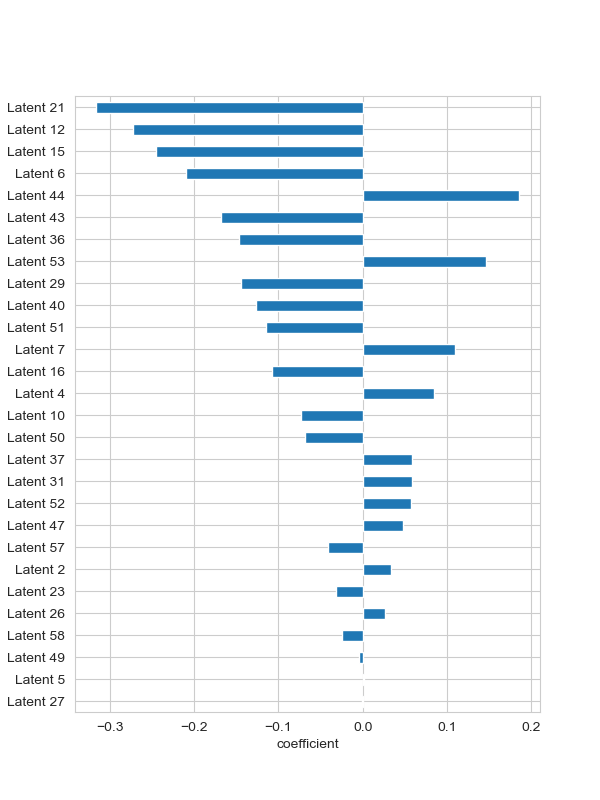 Latent 21
Latent 12
Latent 15
Latent 6
Latent 44
Latent 43
Latent 36
Latent 53
Latent 29
Latent 40
Latent 51
Latent 7
Latent 16
Latent 4
Latent 10
Latent 50
Latent 37
Latent 31
Latent 52
Latent 47
Latent 57
Latent 2
Latent 23
Latent 26
Latent 58
Latent 49
Latent 5
Latent 27
−0.3 −0.2 −0.1 0.0 0.1 0.2
coefficient